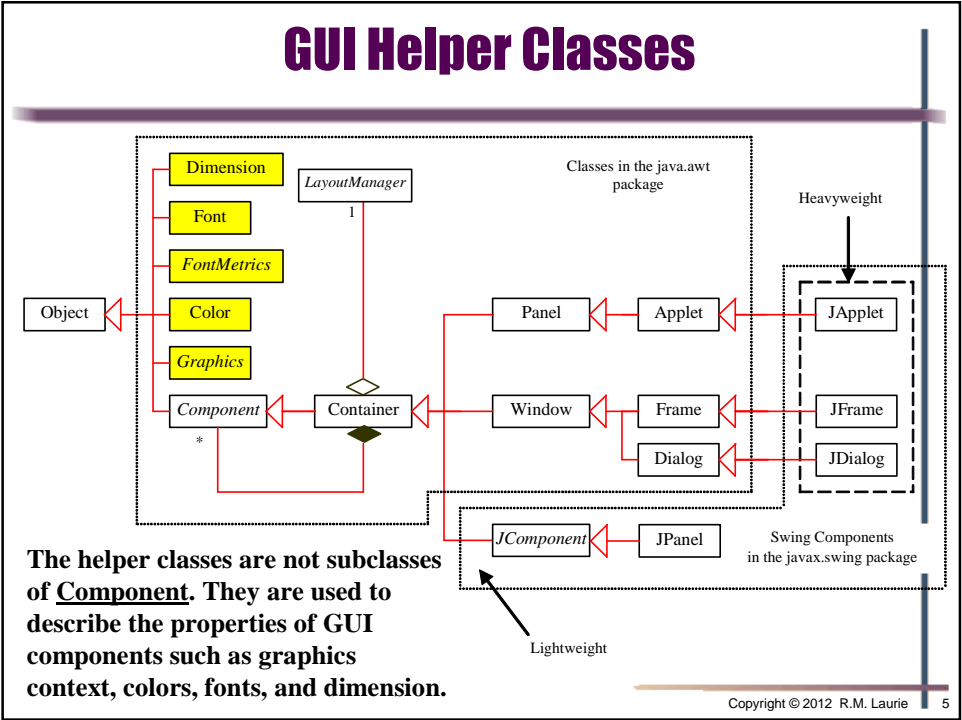 GUI Helper Classes
Dimension
LayoutManager
1
Classes in the java.awt
package
Heavyweight
Font
FontMetrics
Object
Color
Panel
Applet
JApplet
Graphics
Component
*
Container
Window
Frame
JFrame
Dialog
JDialog
JComponent
JPanel
Swing Components
in the javax.swing package
The helper classes are not subclasses
of Component. They are used to
describe the properties of GUI
components such as graphics
context, colors, fonts, and dimension.
Lightweight
Copyright © 2012 R.M. Laurie
5